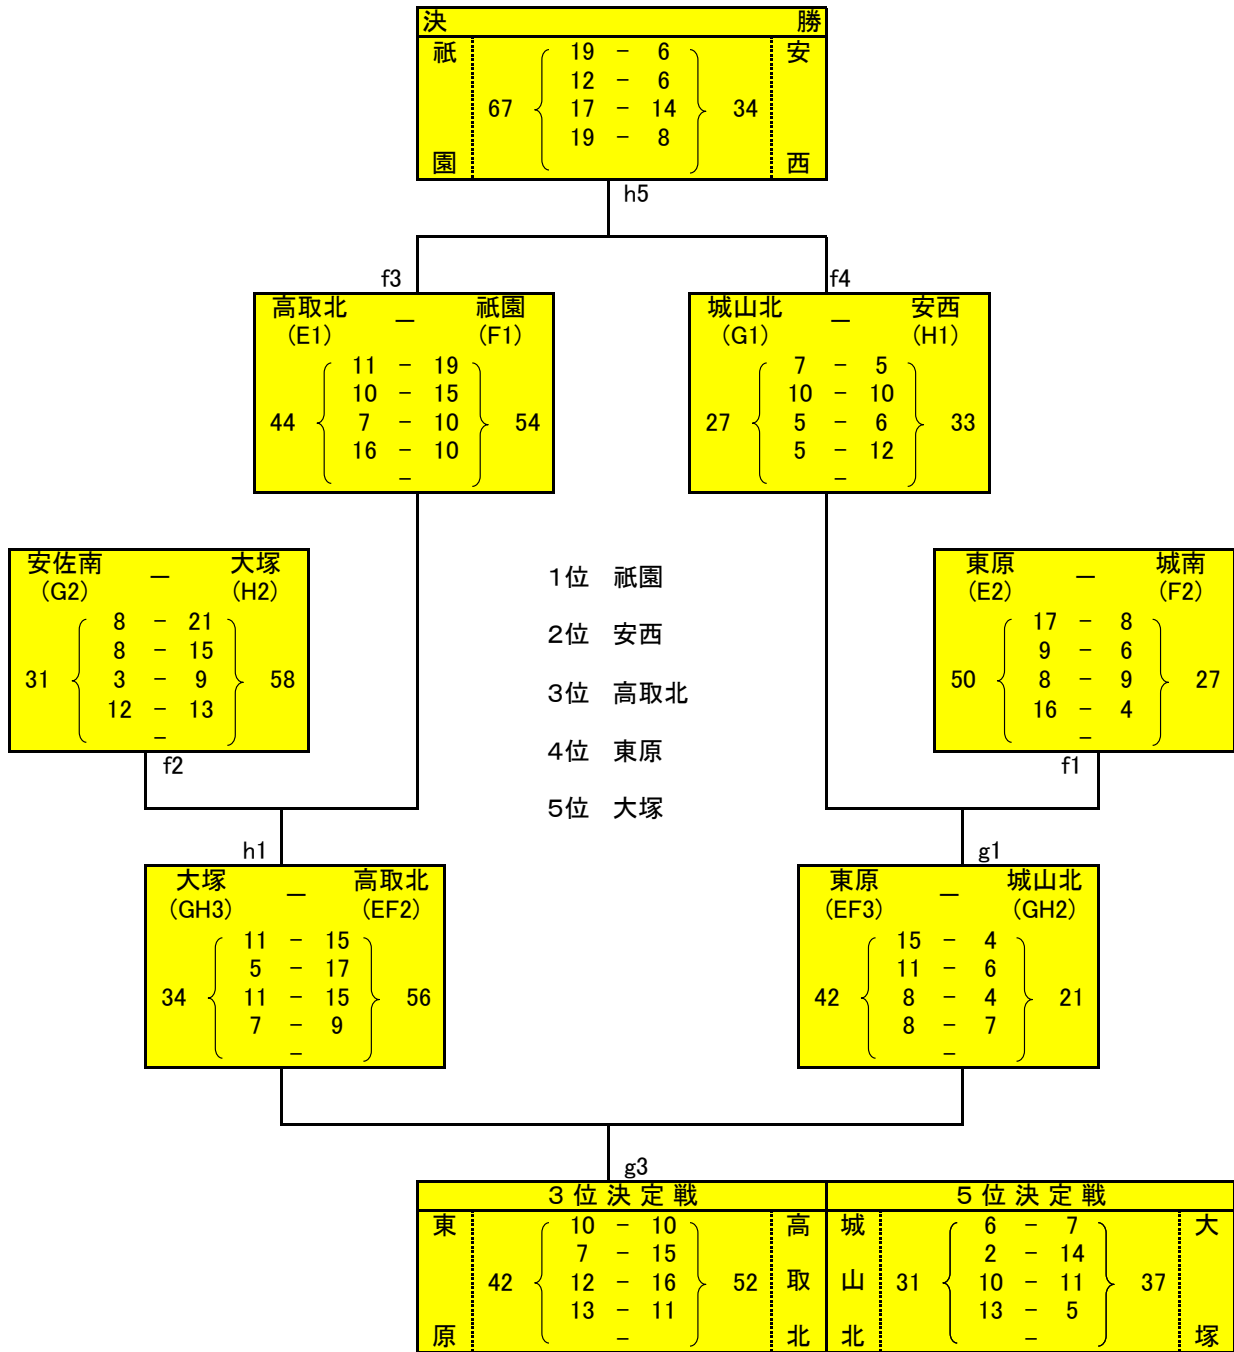 決 勝
祇園 67 19 - 6 34 安西
12 - 6
17 - 14
19 - 8
h5
f3
f4
高取北 － 祇園
(E1) (F1)
11 - 19
10 - 15
44 7 - 10 54
16 - 10
-
城山北 － 安西
(G1) (H1)
7 - 5
10 - 10
27 5 - 6 33
5 - 12
-
安佐南 － 大塚
(G2) (H2)
8 - 21
8 - 15
31 3 - 9 58
12 - 13
-
f2
1位 祇園
2位 安西
3位 高取北
4位 東原
5位 大塚
東原 － 城南
(E2) (F2)
17 - 8
9 - 6
50 8 - 9 27
16 - 4
-
f1
h1
g1
大塚 － 高取北
(GH3) (EF2)
11 - 15
5 - 17
34 11 - 15 56
7 - 9
-
東原 － 城山北
(EF3) (GH2)
15 - 4
11 - 6
42 8 - 4 21
8 - 7
-
g3
3位決定戦
東原 10 - 10 高取北
7 - 15
42 12 - 16 52
13 - 11
-
5位決定戦
城山北 6 - 7 大塚
2 - 14
31 10 - 11 37
13 - 5
-